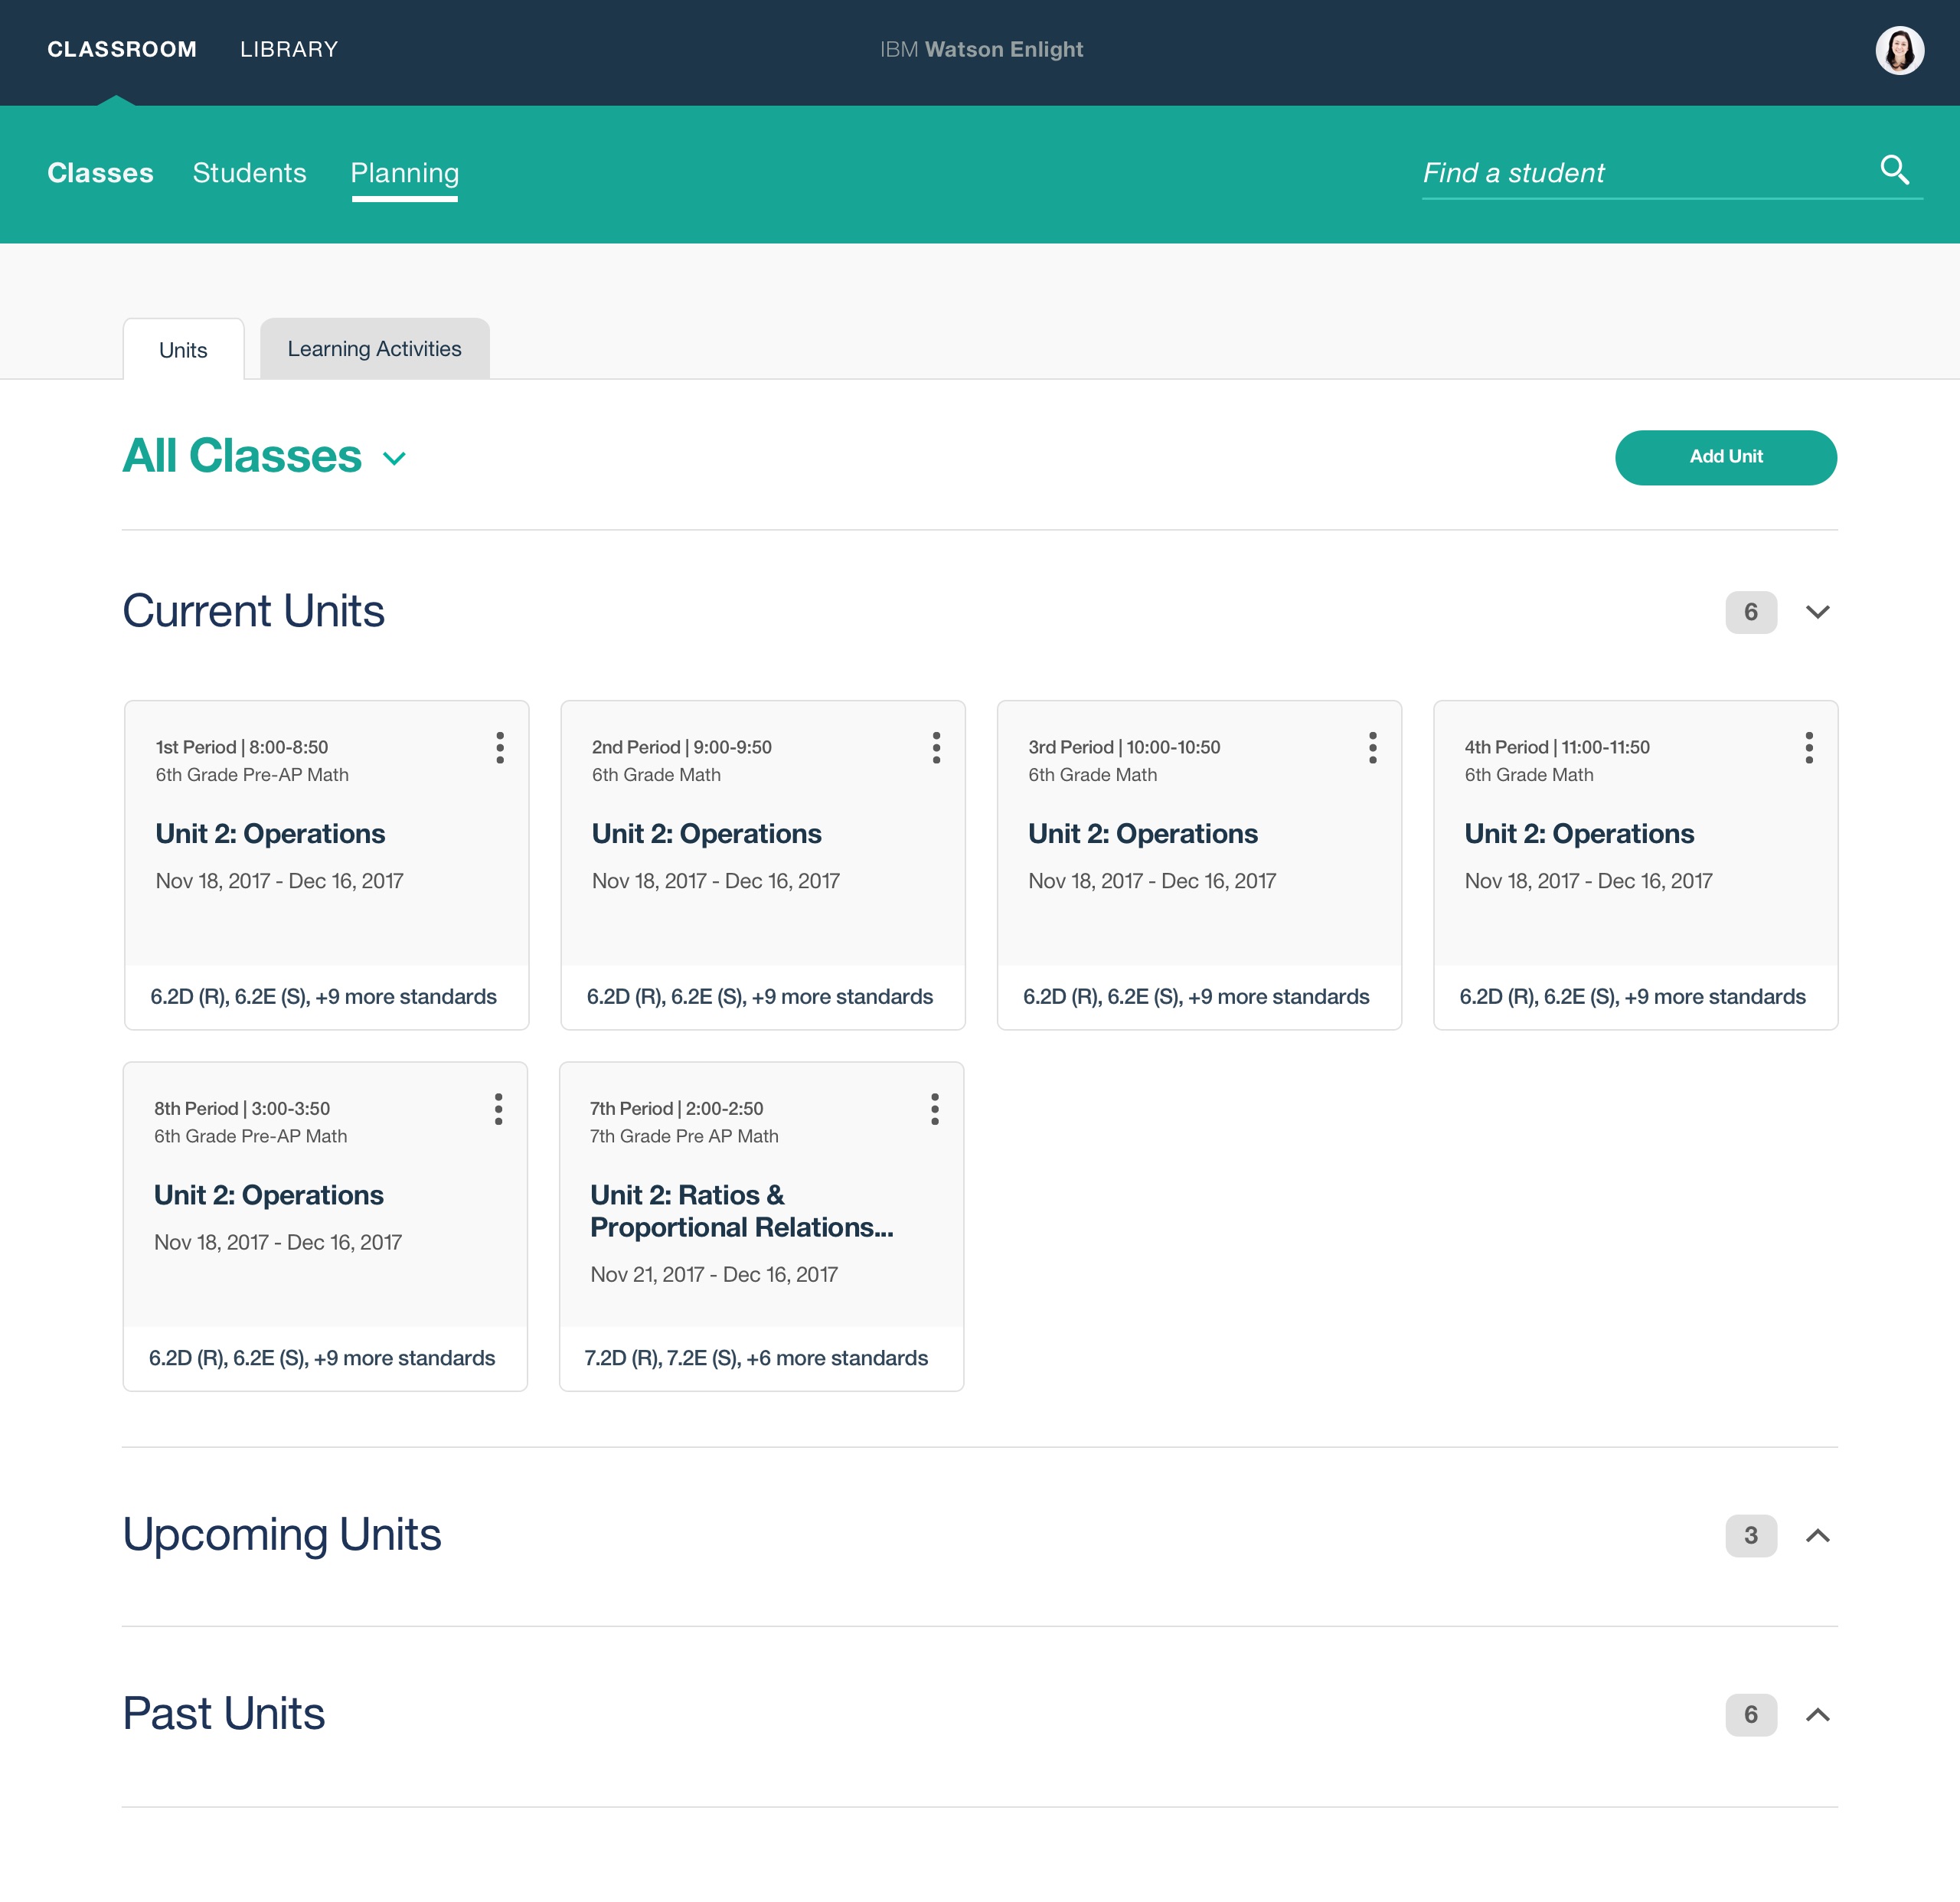 CLASSROOM LIBRARY IBM Watson Enlight
Classes Students Planning Find a student
Units Learning Activities
All Classes Add Unit
Current Units 6
1st Period | 8:00-8:50
6th Grade Pre-AP Math
Unit 2: Operations
Nov 18, 2017 - Dec 16, 2017
6.2D (R), 6.2E (S), +9 more standards
2nd Period | 9:00-9:50
6th Grade Math
Unit 2: Operations
Nov 18, 2017 - Dec 16, 2017
6.2D (R), 6.2E (S), +9 more standards
3rd Period | 10:00-10:50
6th Grade Math
Unit 2: Operations
Nov 18, 2017 - Dec 16, 2017
6.2D (R), 6.2E (S), +9 more standards
4th Period | 11:00-11:50
6th Grade Math
Unit 2: Operations
Nov 18, 2017 - Dec 16, 2017
6.2D (R), 6.2E (S), +9 more standards
8th Period | 3:00-3:50
6th Grade Pre-AP Math
Unit 2: Operations
Nov 18, 2017 - Dec 16, 2017
6.2D (R), 6.2E (S), +9 more standards
7th Period | 2:00-2:50
7th Grade Pre AP Math
Unit 2: Ratios &
Proportional Relations...
Nov 21, 2017 - Dec 16, 2017
7.2D (R), 7.2E (S), +6 more standards
Upcoming Units 3
Past Units 6